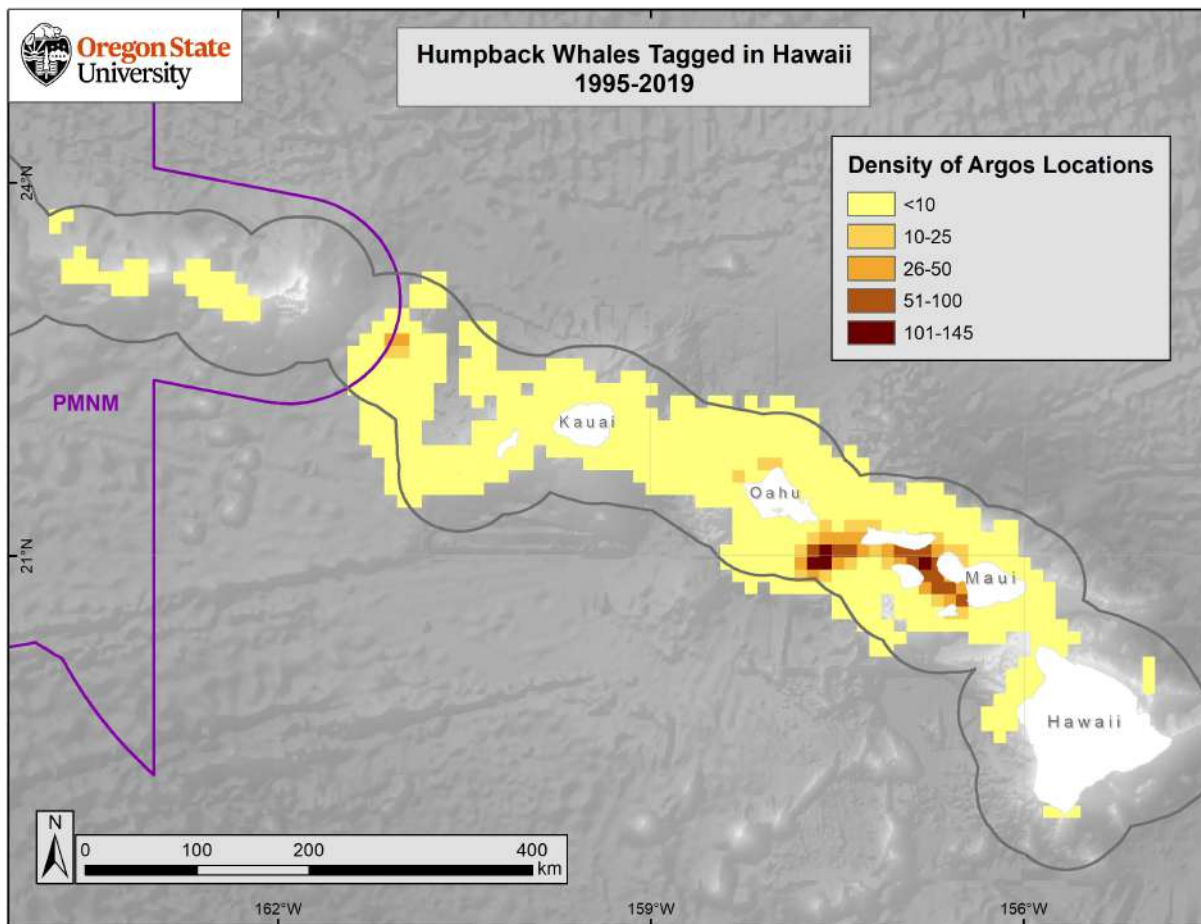 Oregon State
University
Humpback Whales Tagged in Hawaii
1995-2019
Density of Argos Locations
<10
10-25
26-50
51-100
101-145
24°N
PMNM
Kauai
Oahu
21°N
Maui
Hawaii
N
0 100 200 400
km
162°W 159°W 156°W